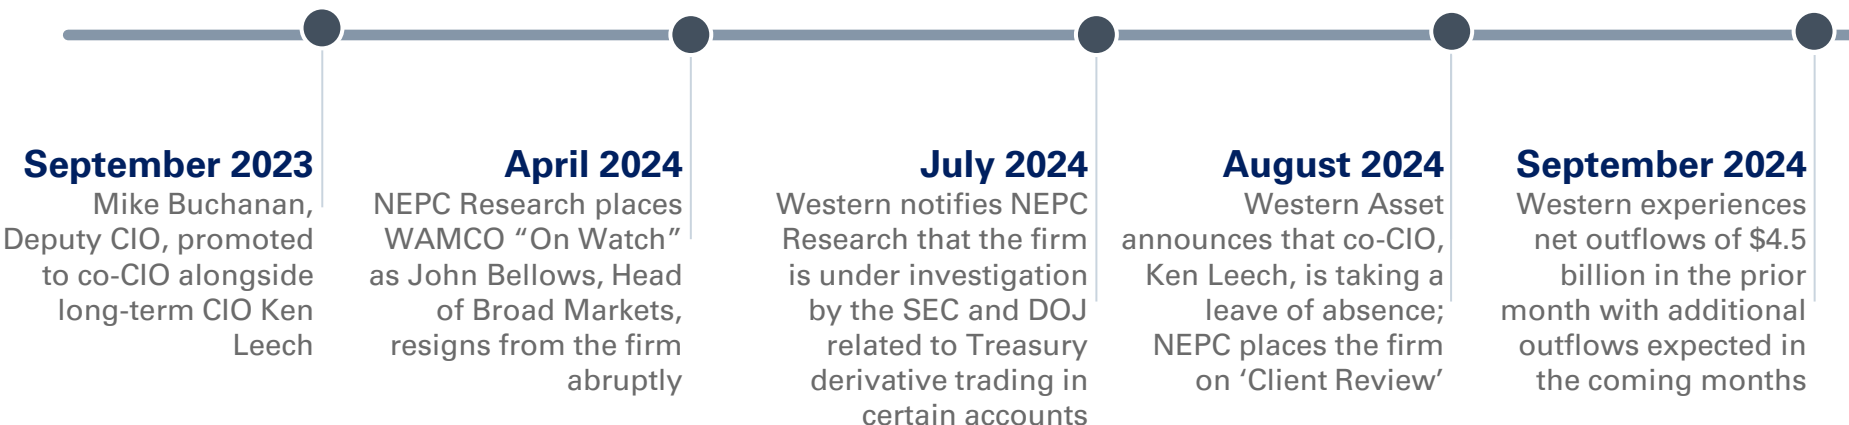 September 2023
Mike Buchanan,
Deputy CIO, promoted
to co-CIO alongside
long-term CIO Ken
Leech
April 2024
NEPC Research places
WAMCO “On Watch”
as John Bellows, Head
of Broad Markets,
resigns from the firm
abruptly
July 2024
Western notifies NEPC
Research that the firm
is under investigation
by the SEC and DOJ
related to Treasury
derivative trading in
certain accounts
August 2024
Western Asset
announces that co-CIO,
Ken Leech, is taking a
leave of absence;
NEPC places the firm
on ‘Client Review’
September 2024
Western experiences
net outflows of $4.5
billion in the prior
month with additional
outflows expected in
the coming months